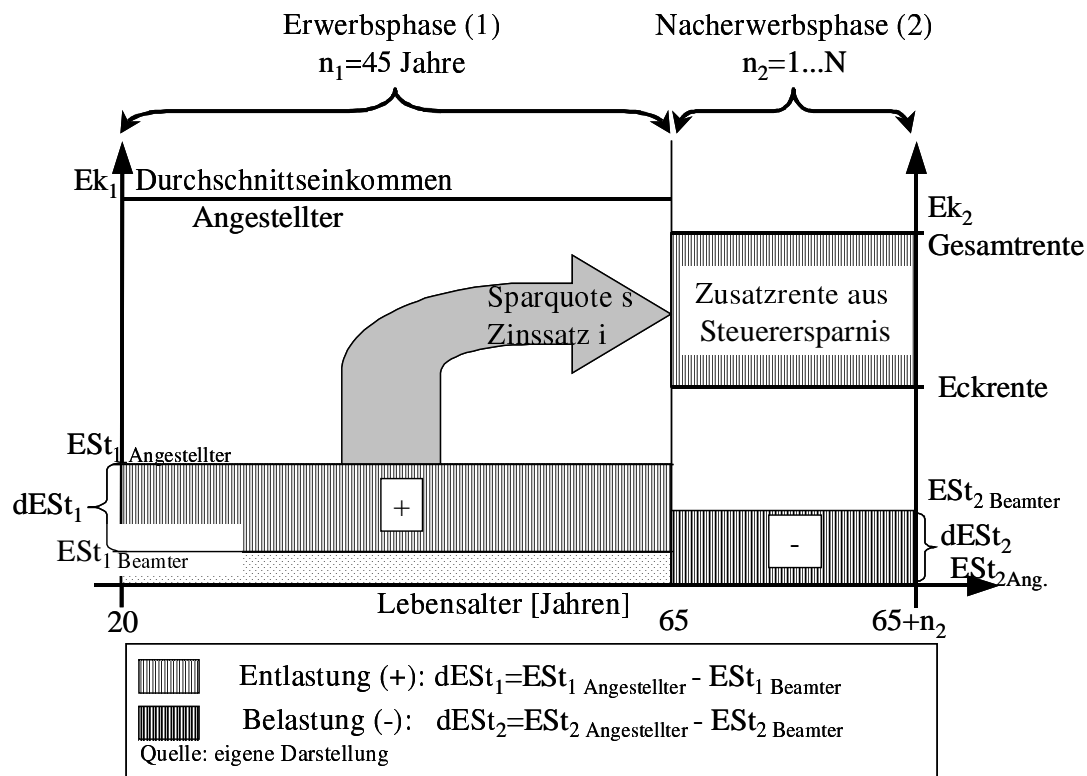 Erwerbsphase (1)
n₁=45 Jahre
Nacherwerbsphase (2)
n₂=1...N
Ek₁
Durchschnittseinkommen
Angestellter
Ek₂
Gesamtrente
Sparquote s
Zinssatz i
Zusatzrente aus
Steuerersparnis
Eckrente
ESt₁ Angestellter
dESt₁
+
ESt₁ Beamter
ESt₂ Beamter
dESt₂
-
ESt₂Ang.
Lebensalter [Jahren]
20
65
65+n₂
Entlastung (+): dESt₁=ESt₁ Angestellter - ESt₁ Beamter
Belastung (-): dESt₂=ESt₂ Angestellter - ESt₂ Beamter
Quelle: eigene Darstellung